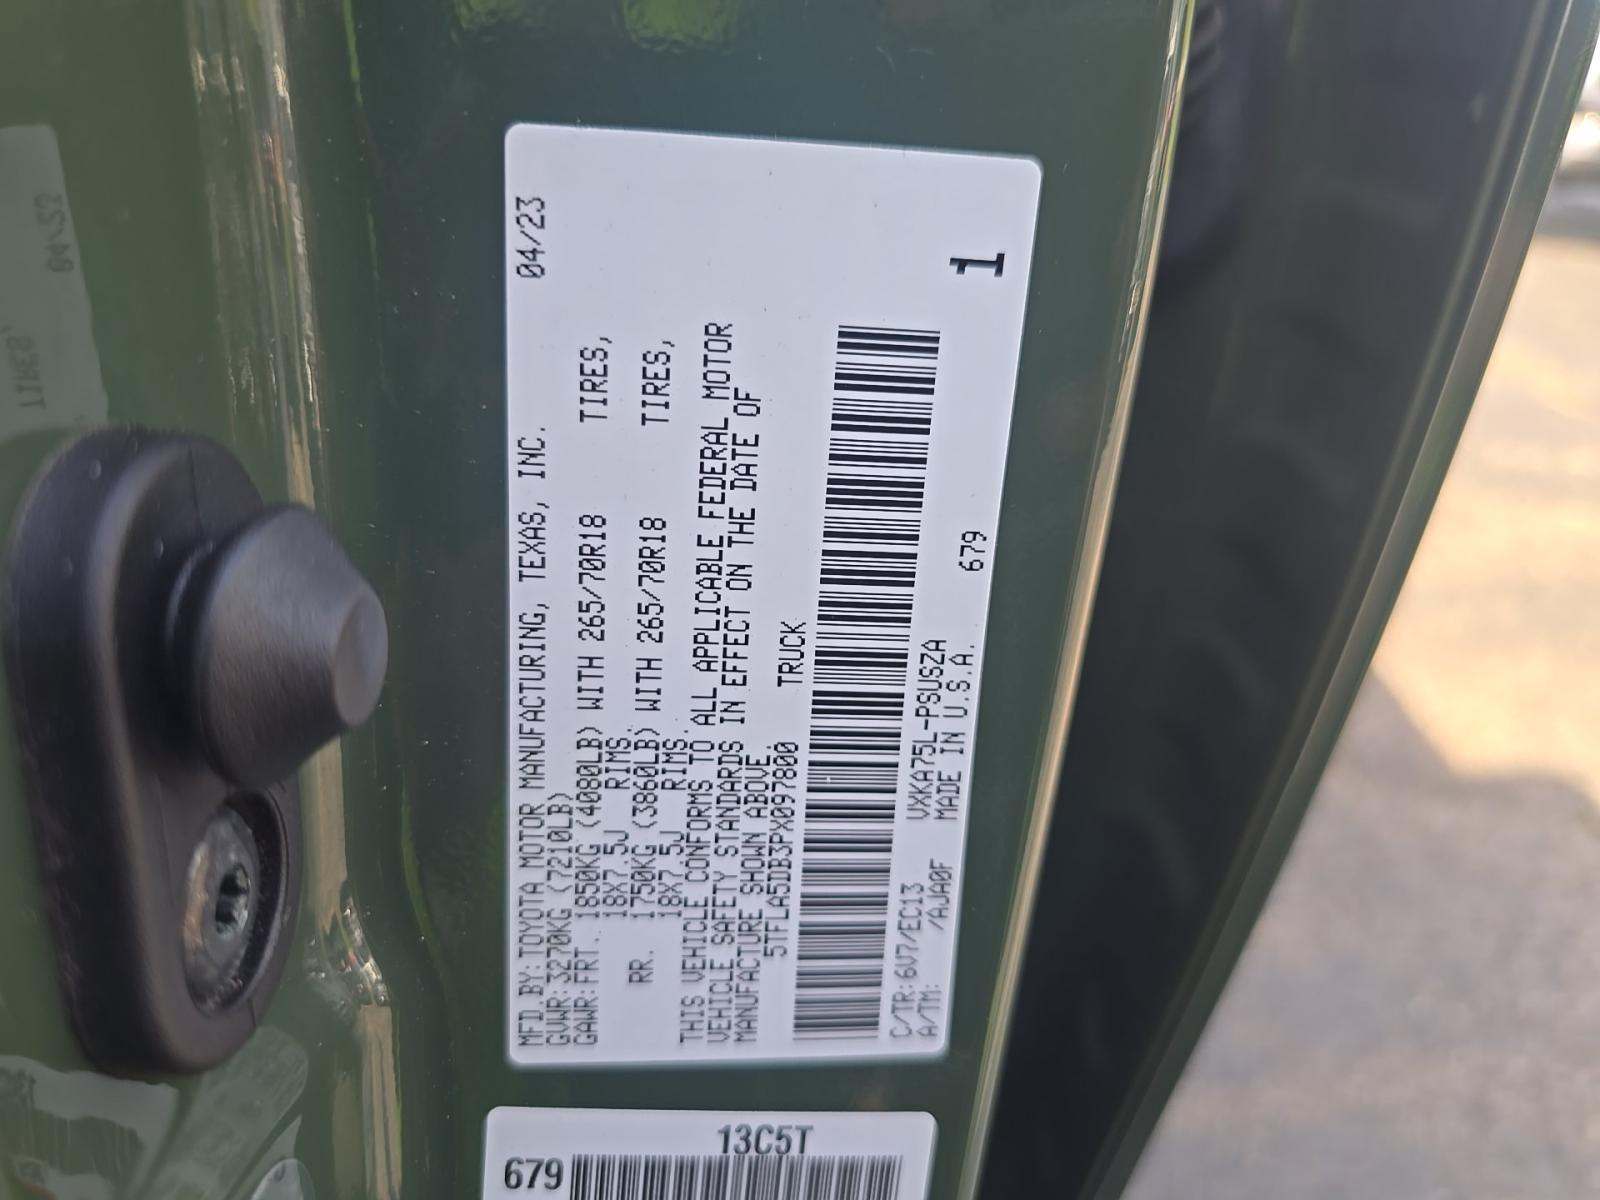 MFD.BY:TOYOTA MOTOR MANUFACTURING, TEXAS, INC. 04/23
GVWR:3270KG (7210LB)
GAWR:FRT. 1850KG (4080LB) WITH 265/70R18 TIRES,
18X7.5J RIMS.
RR. 1750KG (3860LB) WITH 265/70R18 TIRES,
18X7.5J RIMS.
THIS VEHICLE CONFORMS TO ALL APPLICABLE FEDERAL MOTOR
VEHICLE SAFETY STANDARDS IN EFFECT ON THE DATE OF
MANUFACTURE SHOWN ABOVE.
5TFLA5DB3PX097800 TRUCK
C/TR:6V7/EC13 VXKA75L-PSUSZA
A/TM: /AJA0F MADE IN U.S.A. 679
1
13C5T
679